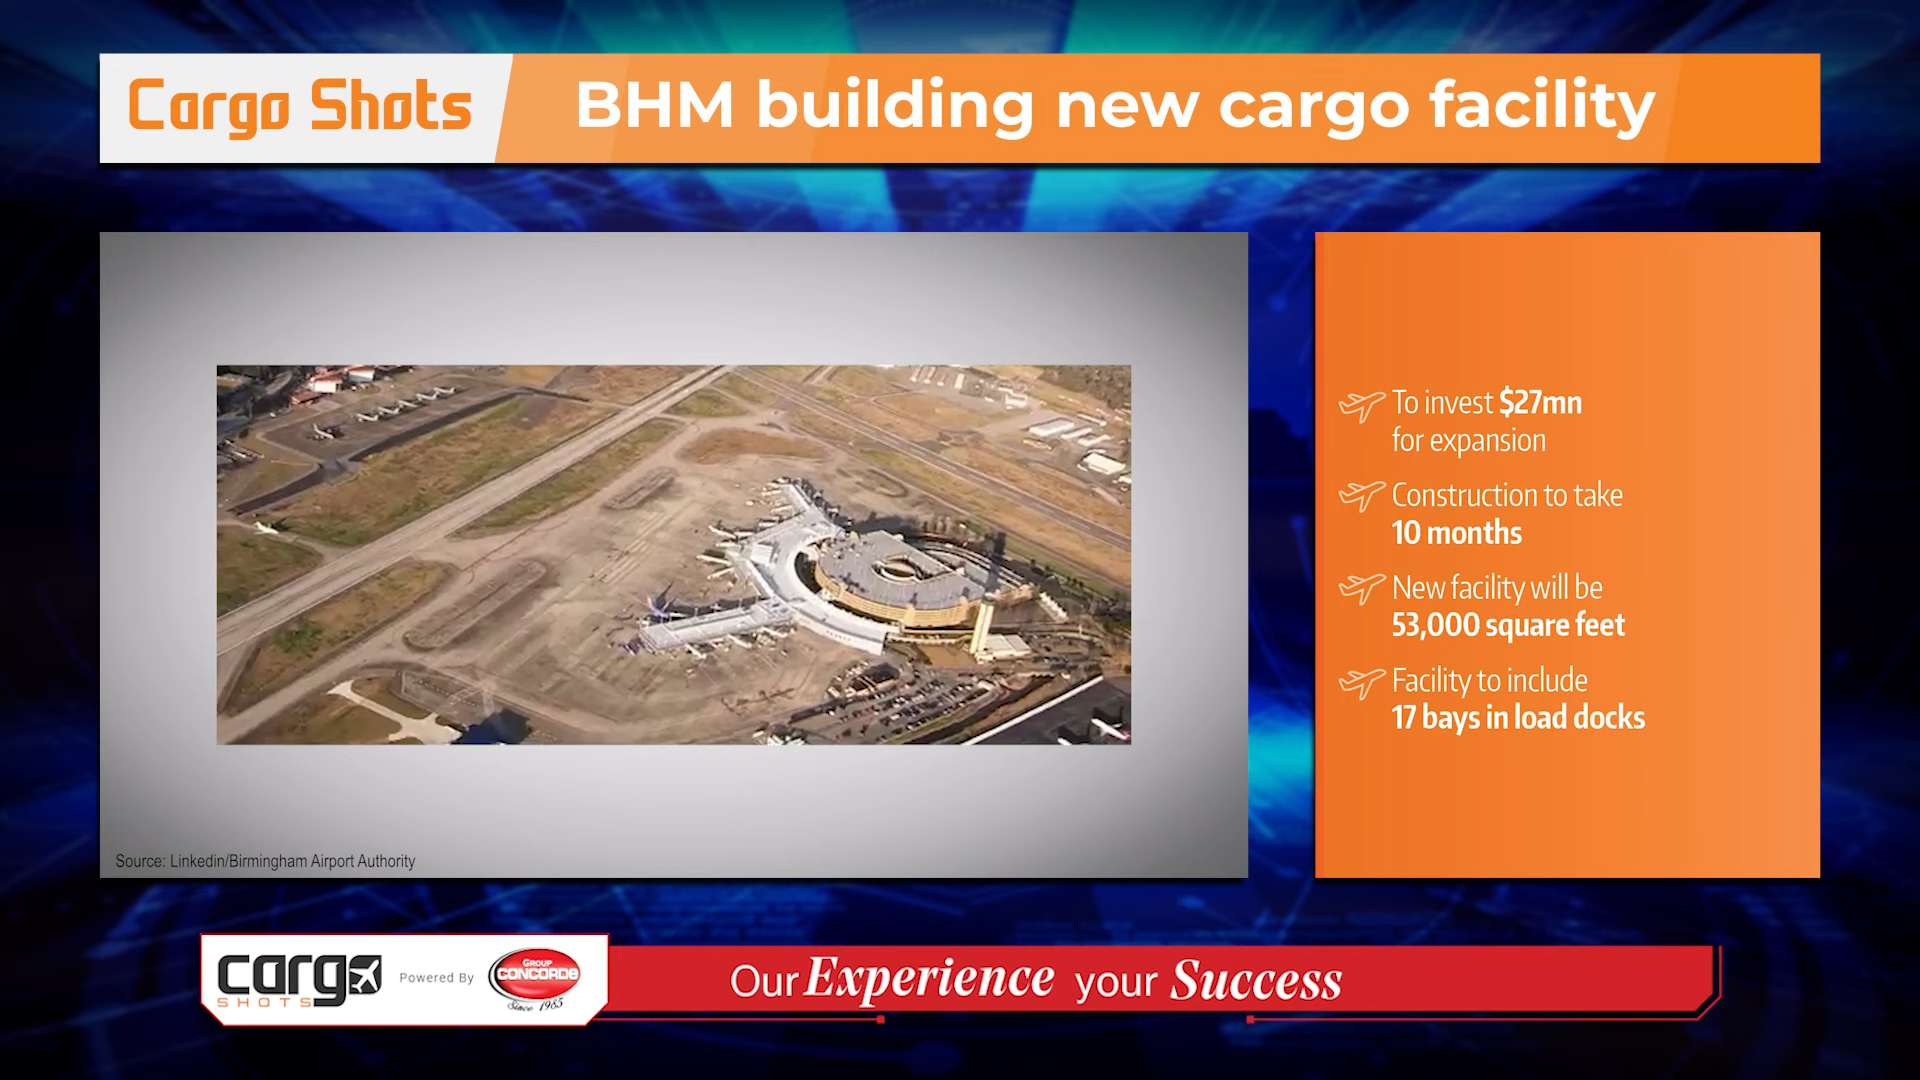 Cargo Shots
BHM building new cargo facility
To invest $27mn
for expansion
Construction to take
10 months
New facility will be
53,000 square feet
Facility to include
17 bays in load docks
Source: Linkedin/Birmingham Airport Authority
cargo
SHOTS
Powered By
GROUP
CONCORDE
Since 1985
Our Experience your Success